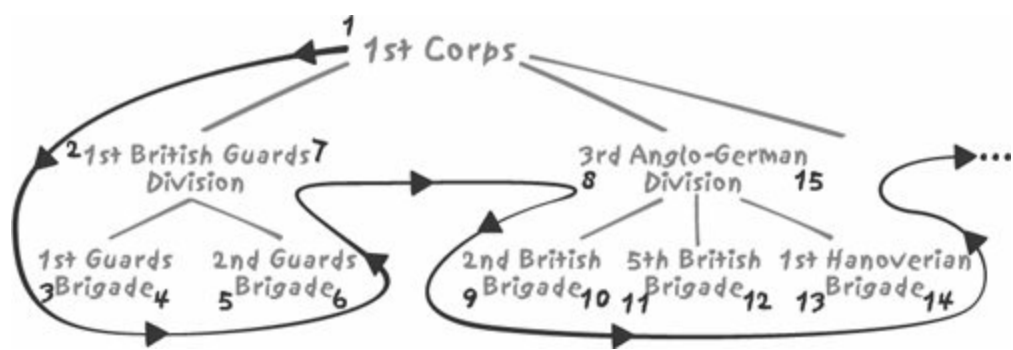 1
1st Corps
2 1st British Guards 7
Division
3rd Anglo-German
8 Division 15
...
1st Guards
3 Brigade 4
2nd Guards
5 Brigade 6
2nd British
9 Brigade 10
5th British
11 Brigade 12
1st Hanoverian
13 Brigade 14